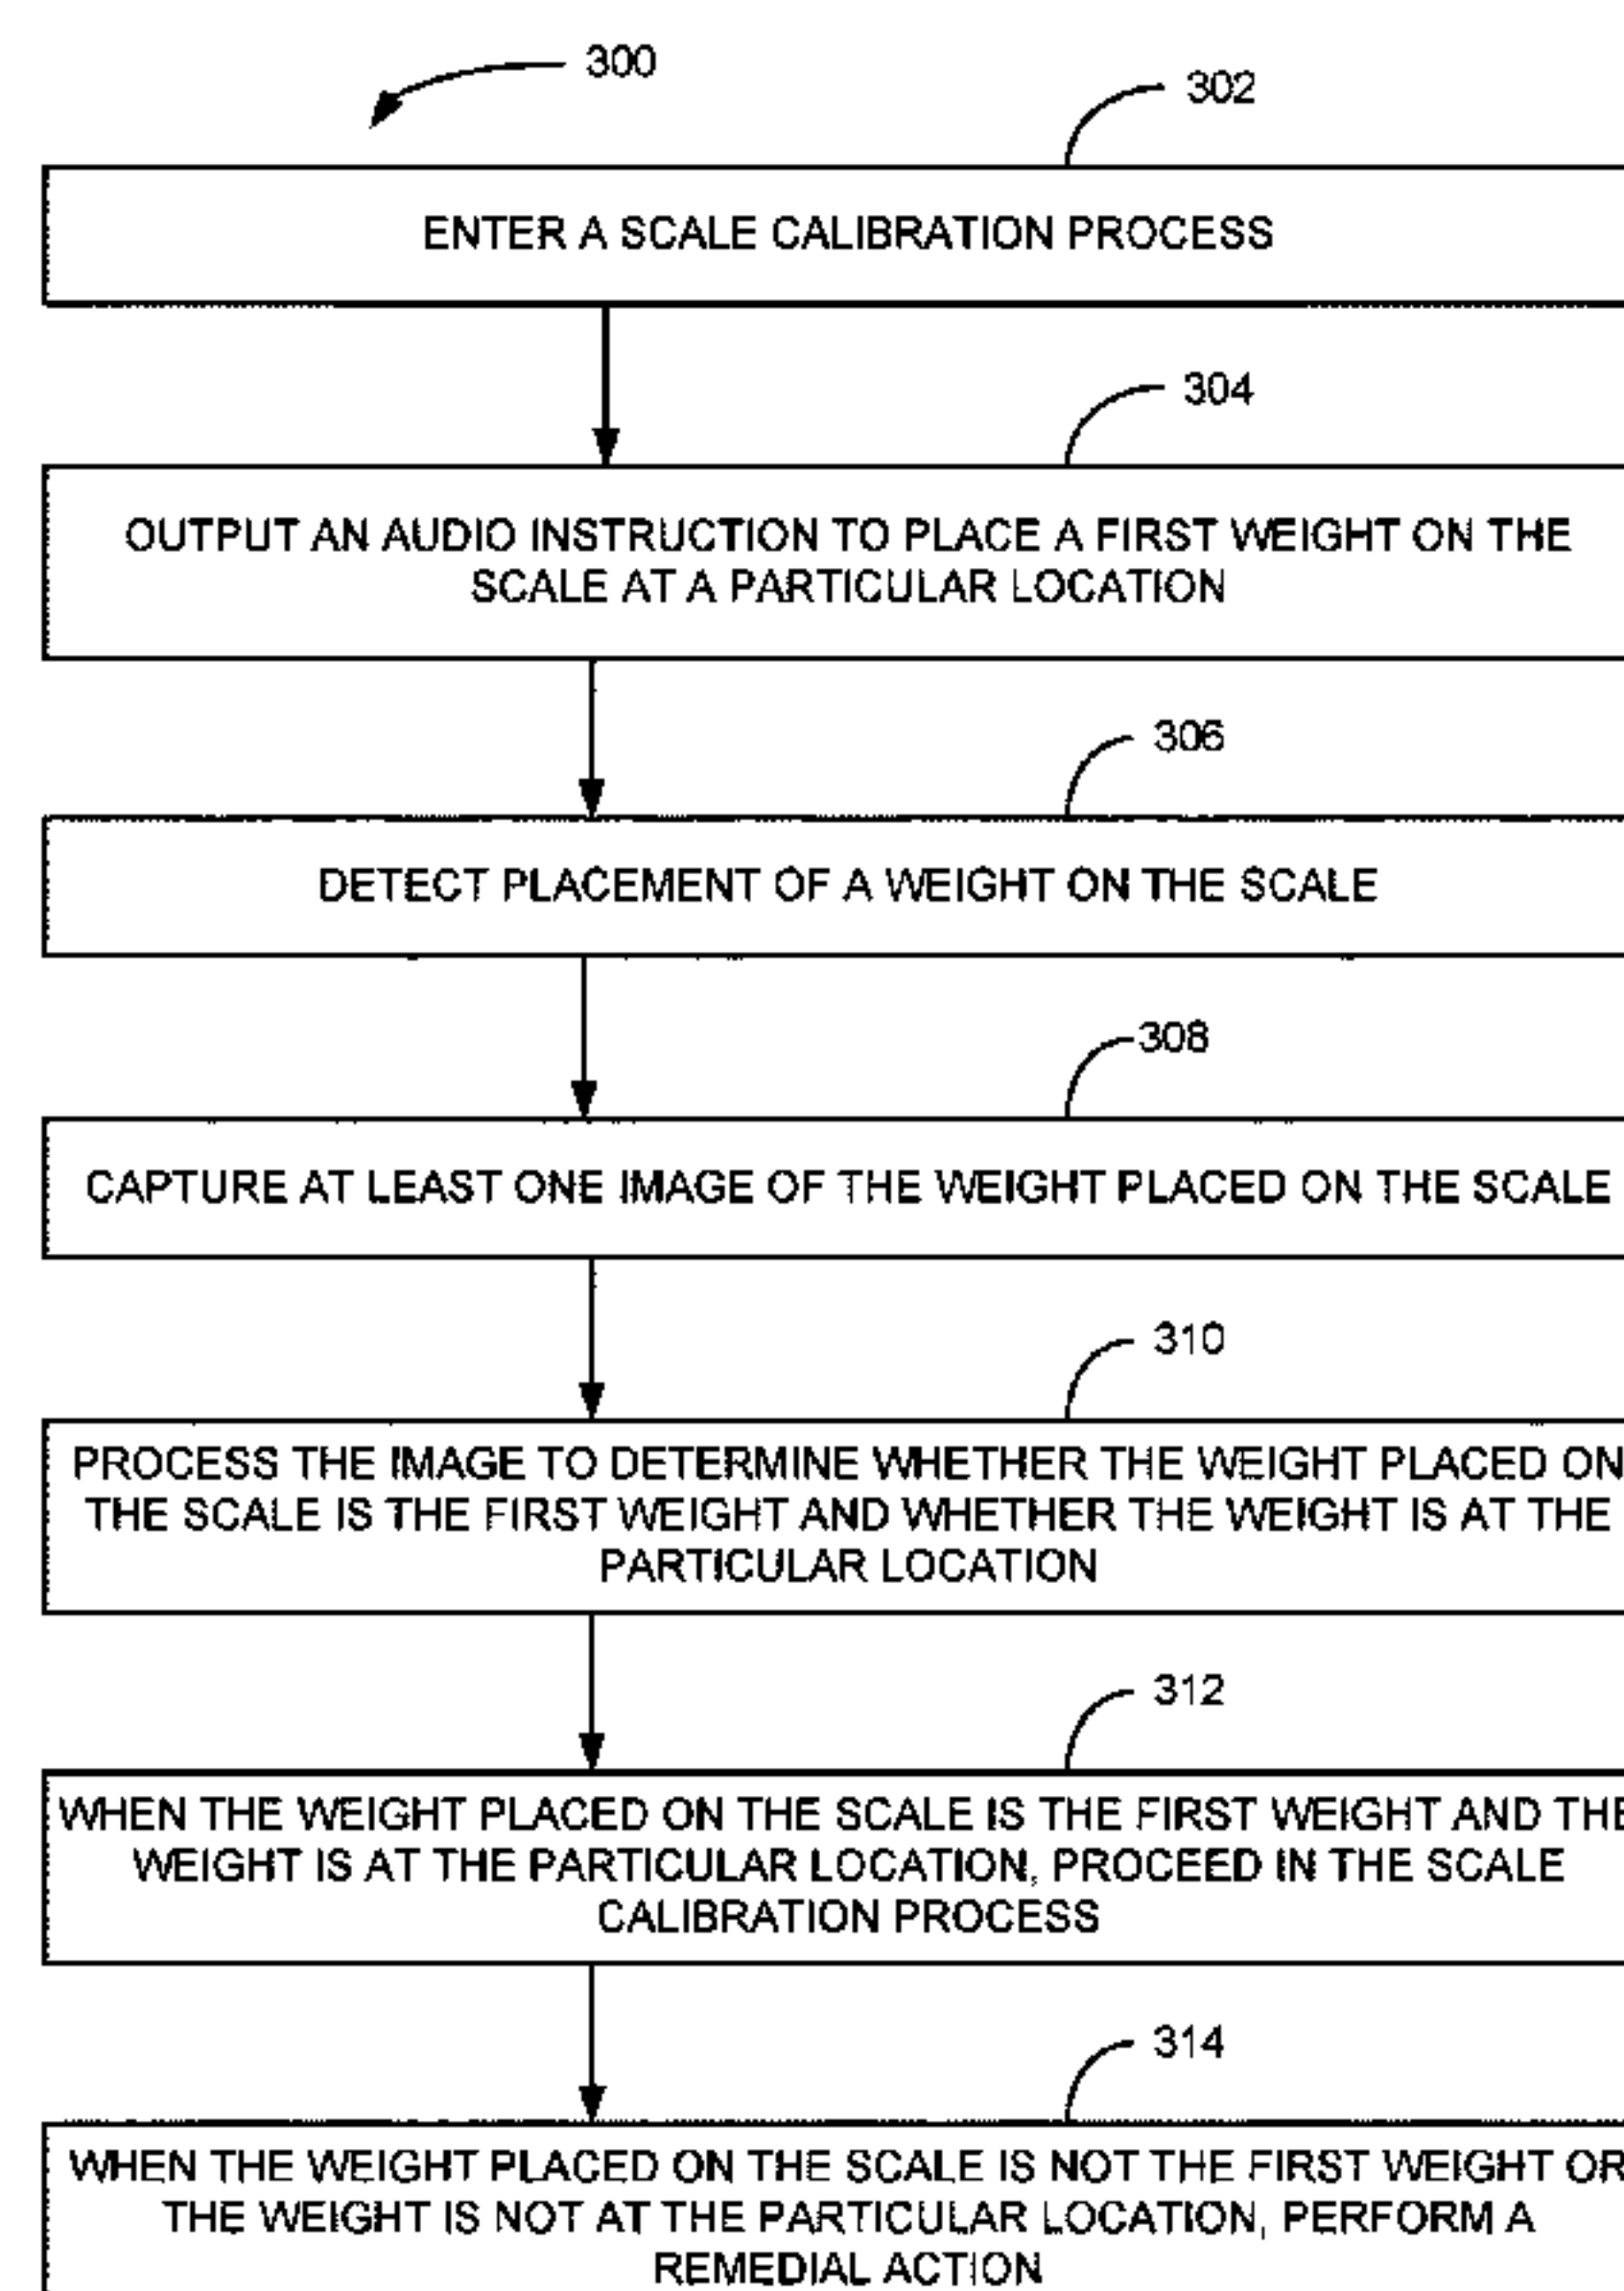 300
302
ENTER A SCALE CALIBRATION PROCESS
304
OUTPUT AN AUDIO INSTRUCTION TO PLACE A FIRST WEIGHT ON THE
SCALE AT A PARTICULAR LOCATION
306
DETECT PLACEMENT OF A WEIGHT ON THE SCALE
308
CAPTURE AT LEAST ONE IMAGE OF THE WEIGHT PLACED ON THE SCALE
310
PROCESS THE IMAGE TO DETERMINE WHETHER THE WEIGHT PLACED ON
THE SCALE IS THE FIRST WEIGHT AND WHETHER THE WEIGHT IS AT THE
PARTICULAR LOCATION
312
WHEN THE WEIGHT PLACED ON THE SCALE IS THE FIRST WEIGHT AND THE
WEIGHT IS AT THE PARTICULAR LOCATION, PROCEED IN THE SCALE
CALIBRATION PROCESS
314
WHEN THE WEIGHT PLACED ON THE SCALE IS NOT THE FIRST WEIGHT OR
THE WEIGHT IS NOT AT THE PARTICULAR LOCATION, PERFORM A
REMEDIAL ACTION